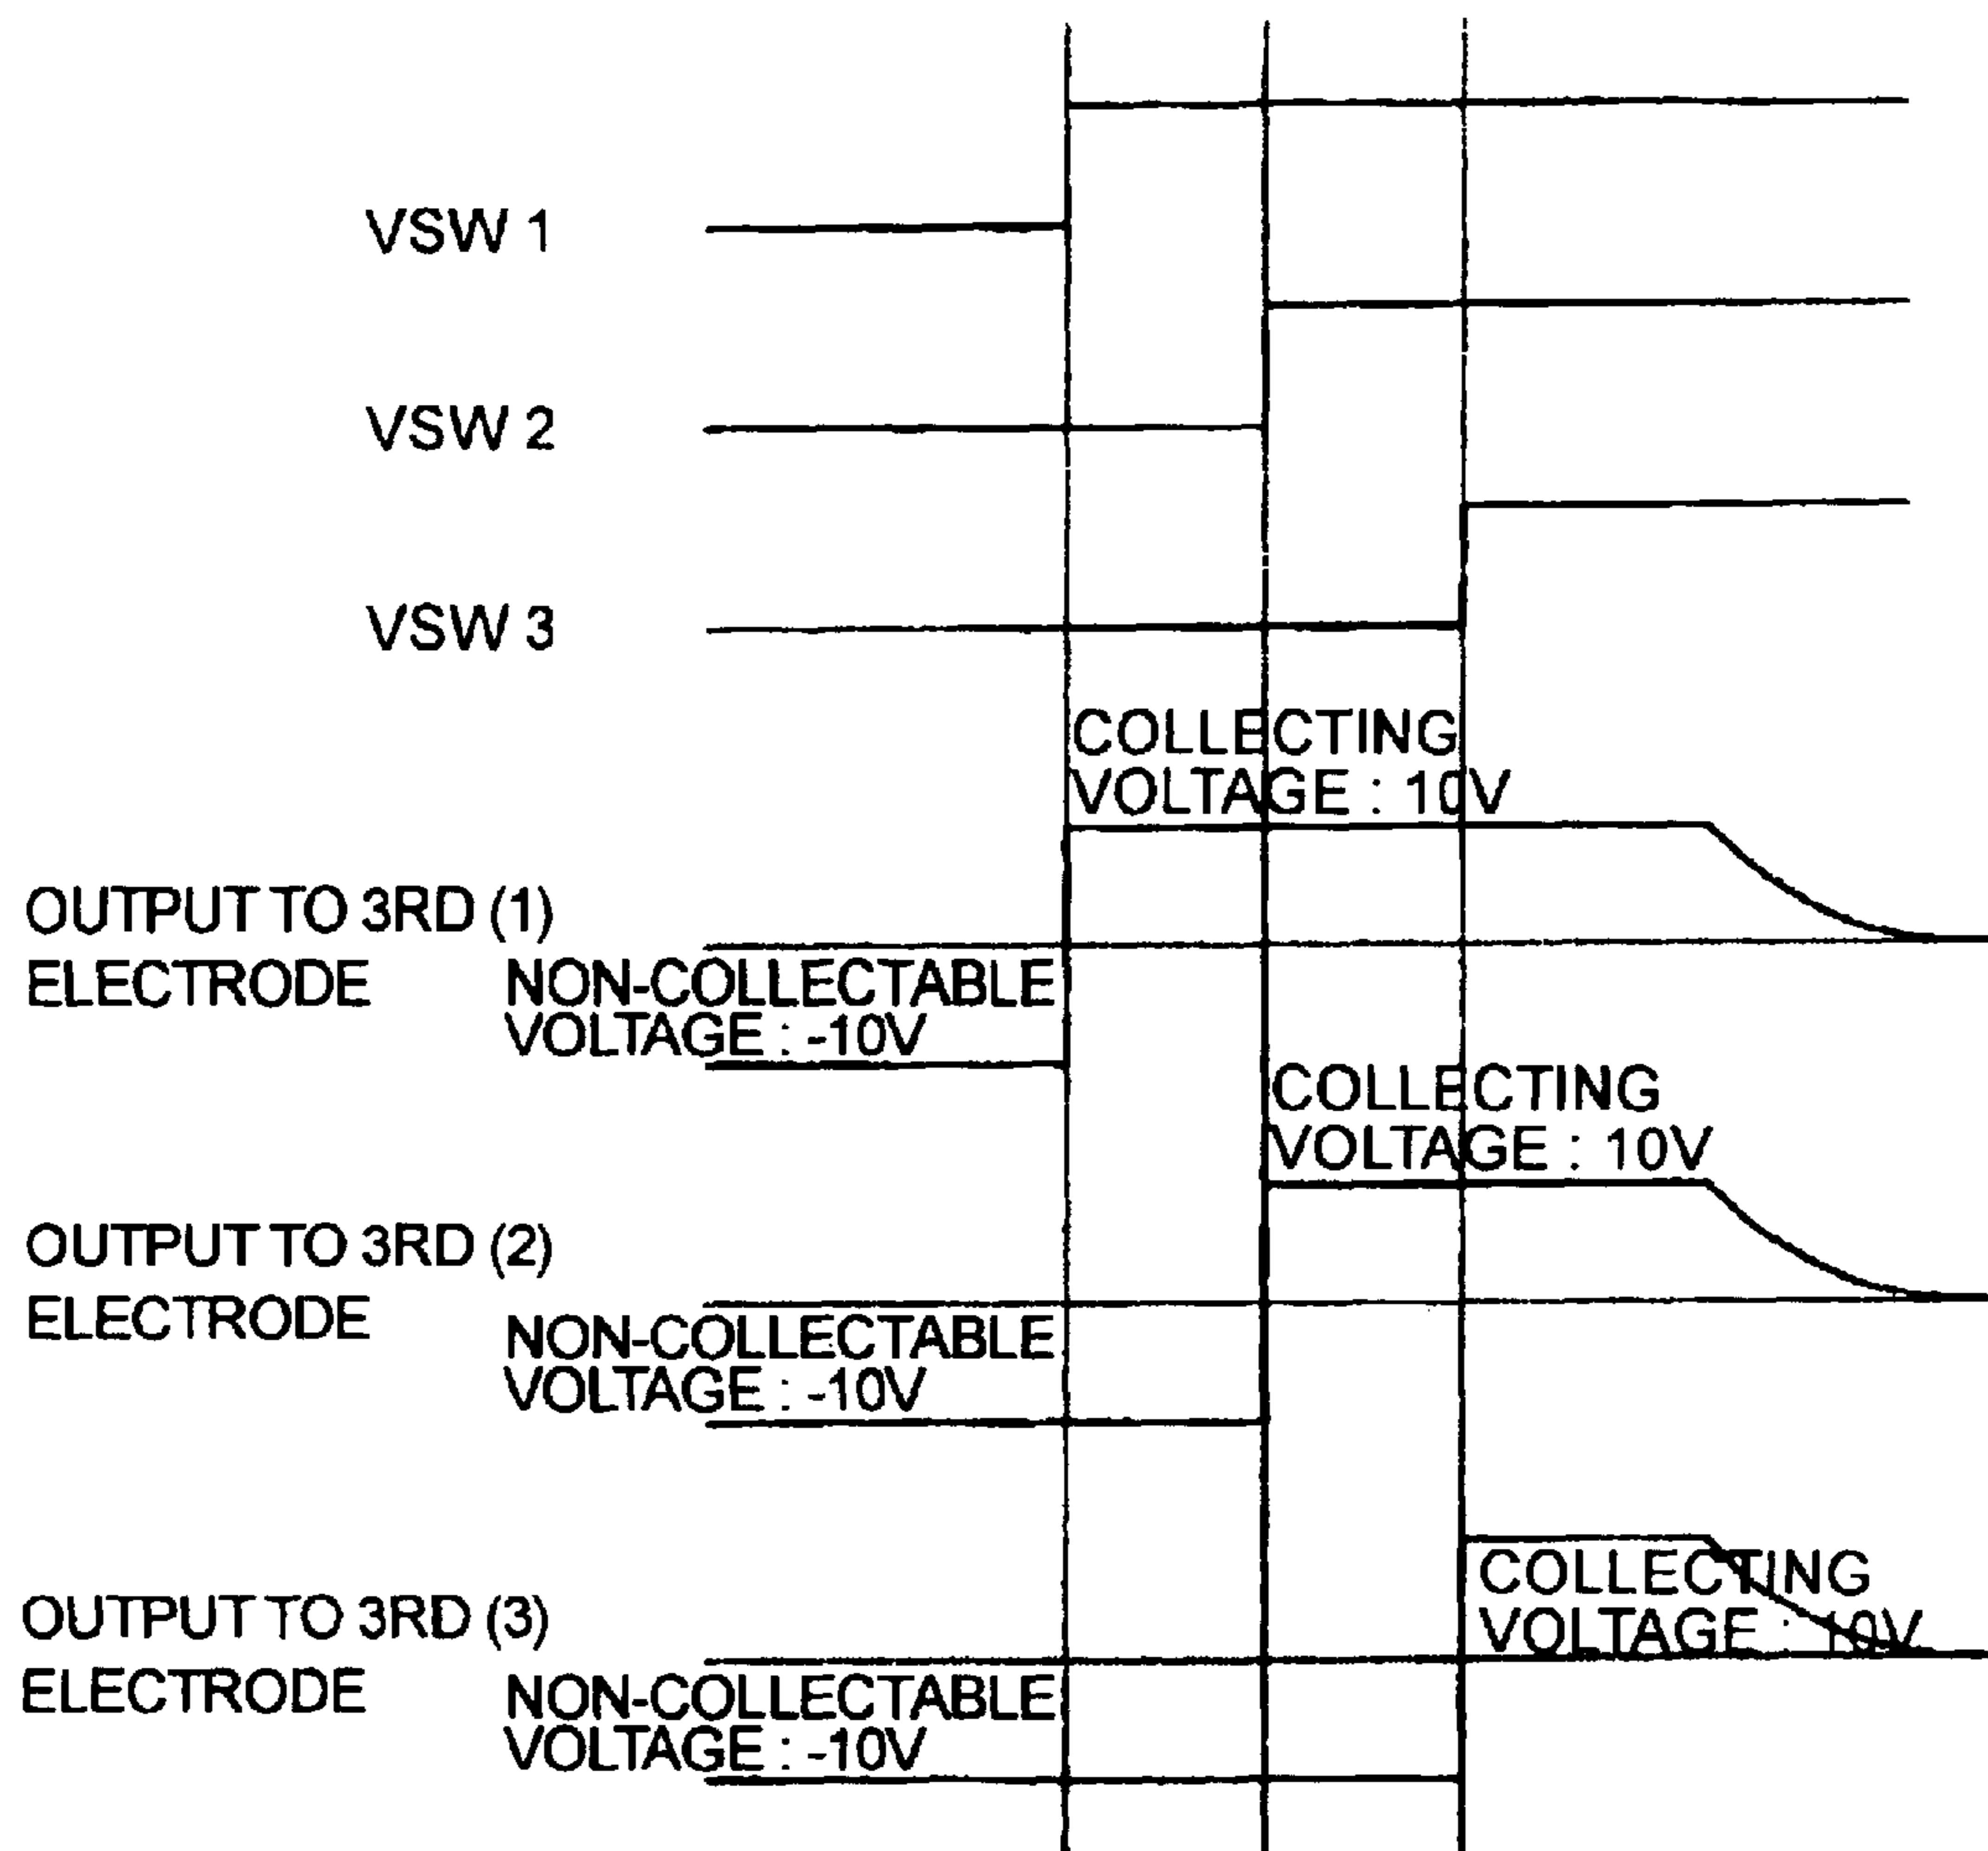 VSW 1
VSW 2
VSW 3
COLLECTING
VOLTAGE : 10V
OUTPUT TO 3RD (1)
ELECTRODE
NON-COLLECTABLE
VOLTAGE : -10V
COLLECTING
VOLTAGE : 10V
OUTPUT TO 3RD (2)
ELECTRODE
NON-COLLECTABLE
VOLTAGE : -10V
COLLECTING
VOLTAGE : 10V
OUTPUT TO 3RD (3)
ELECTRODE
NON-COLLECTABLE
VOLTAGE : -10V